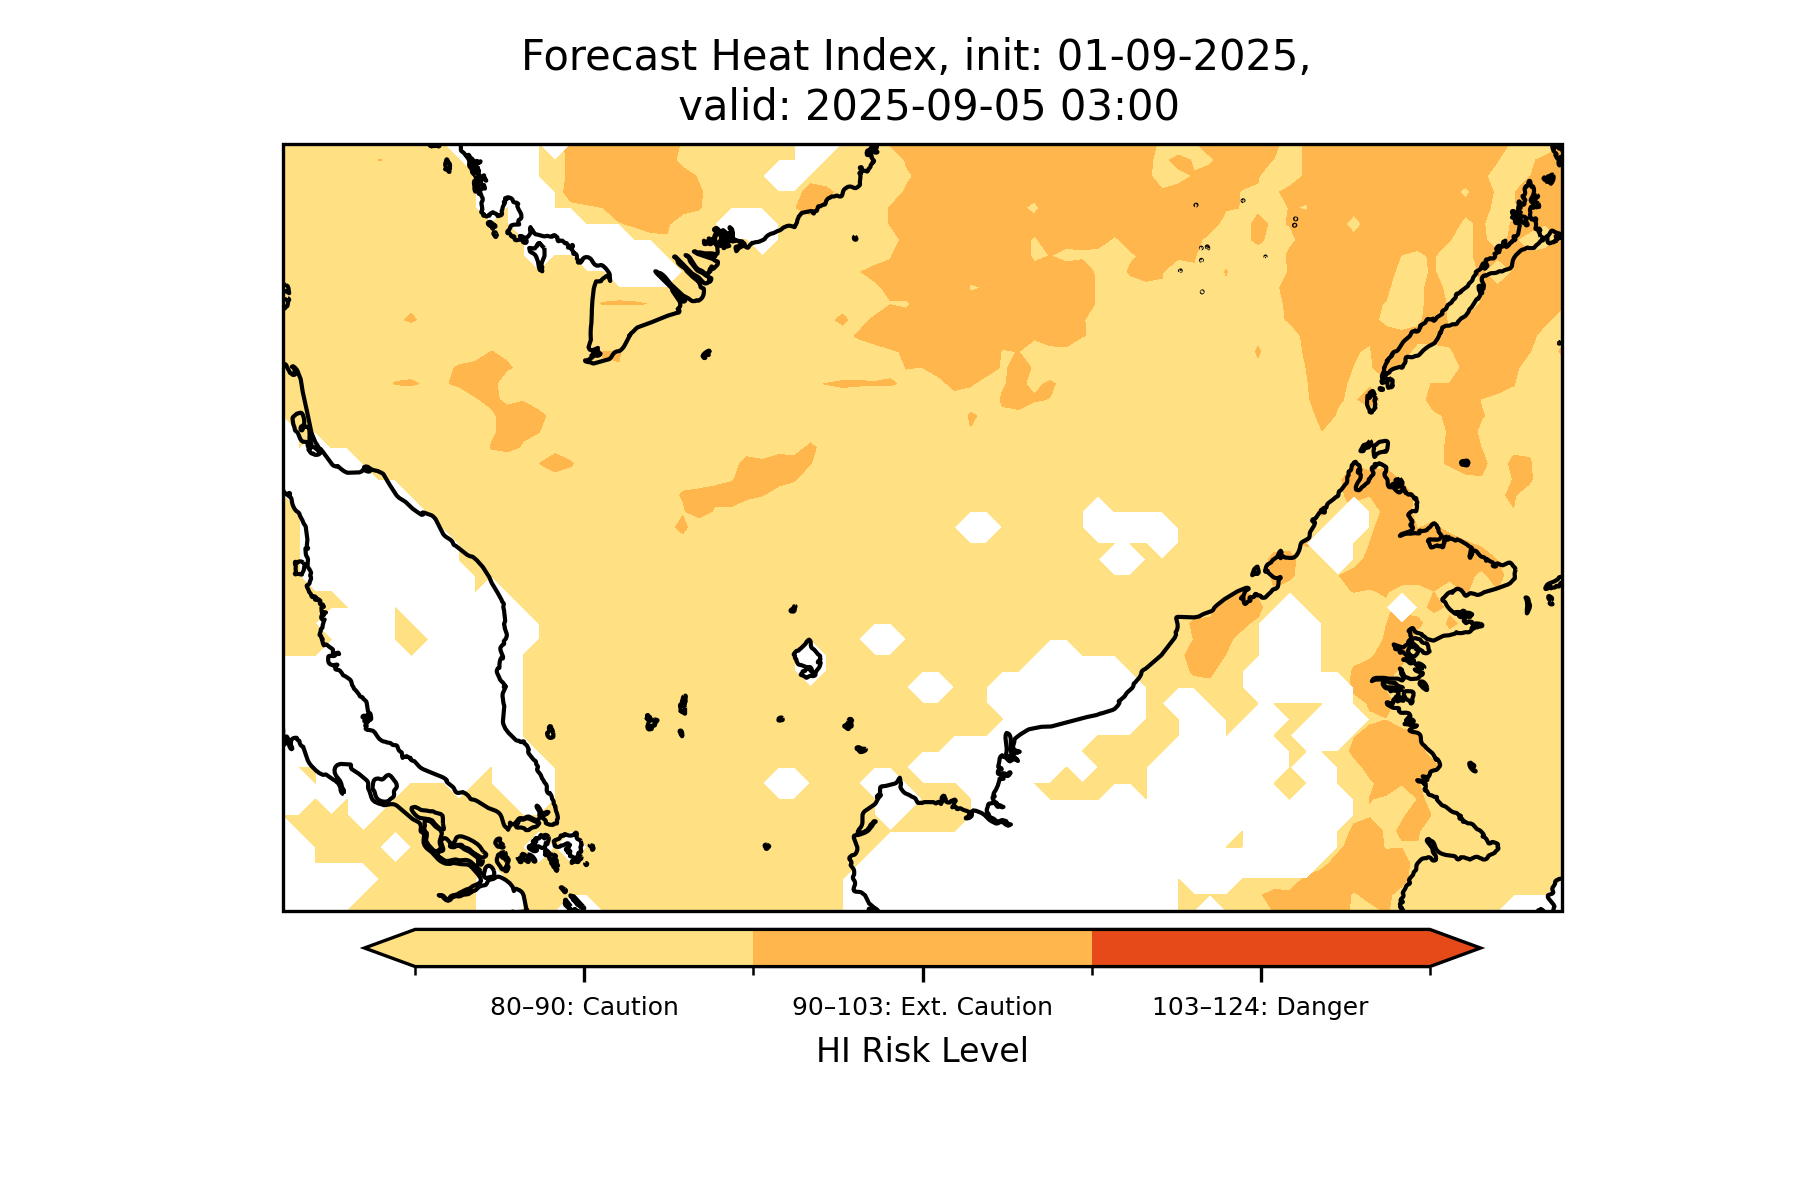 Forecast Heat Index, init: 01-09-2025,
valid: 2025-09-05 03:00
80–90: Caution
90–103: Ext. Caution
103–124: Danger
HI Risk Level